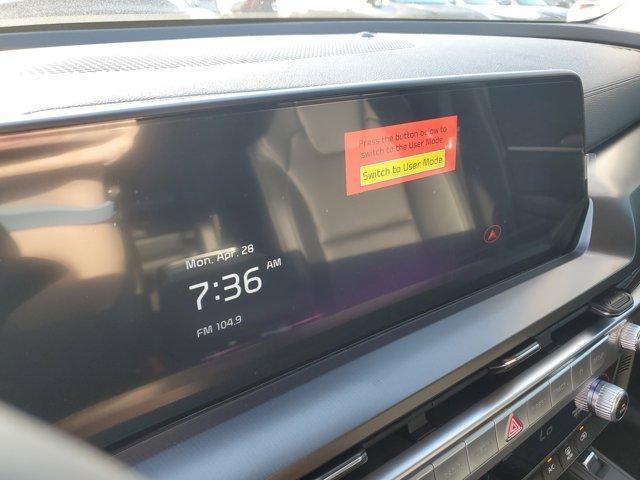 Press the button below to
switch to the User Mode
Switch to User Mode
Mon, Apr. 28
7:36 AM
FM 104.9
Lo
A/C